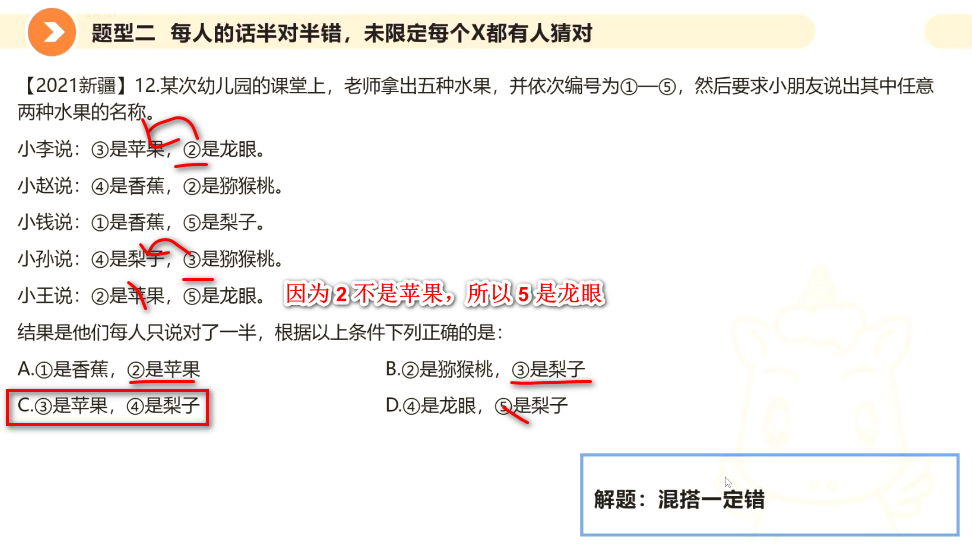 题型二 每人的话半对半错，未限定每个X都有人猜对
【2021新疆】12.某次幼儿园的课堂上，老师拿出五种水果，并依次编号为①—⑤，然后要求小朋友说出其中任意
两种水果的名称。
小李说：③是苹果，②是龙眼。
小赵说：④是香蕉，②是猕猴桃。
小钱说：①是香蕉，⑤是梨子。
小孙说：④是梨子，③是猕猴桃。
小王说：②是苹果，⑤是龙眼。 因为2不是苹果，所以5是龙眼
结果是他们每人只说对了一半，根据以上条件下列正确的是：
A.①是香蕉，②是苹果 B.②是猕猴桃，③是梨子
C.③是苹果，④是梨子 D.④是龙眼，⑤是梨子
解题：混搭一定错